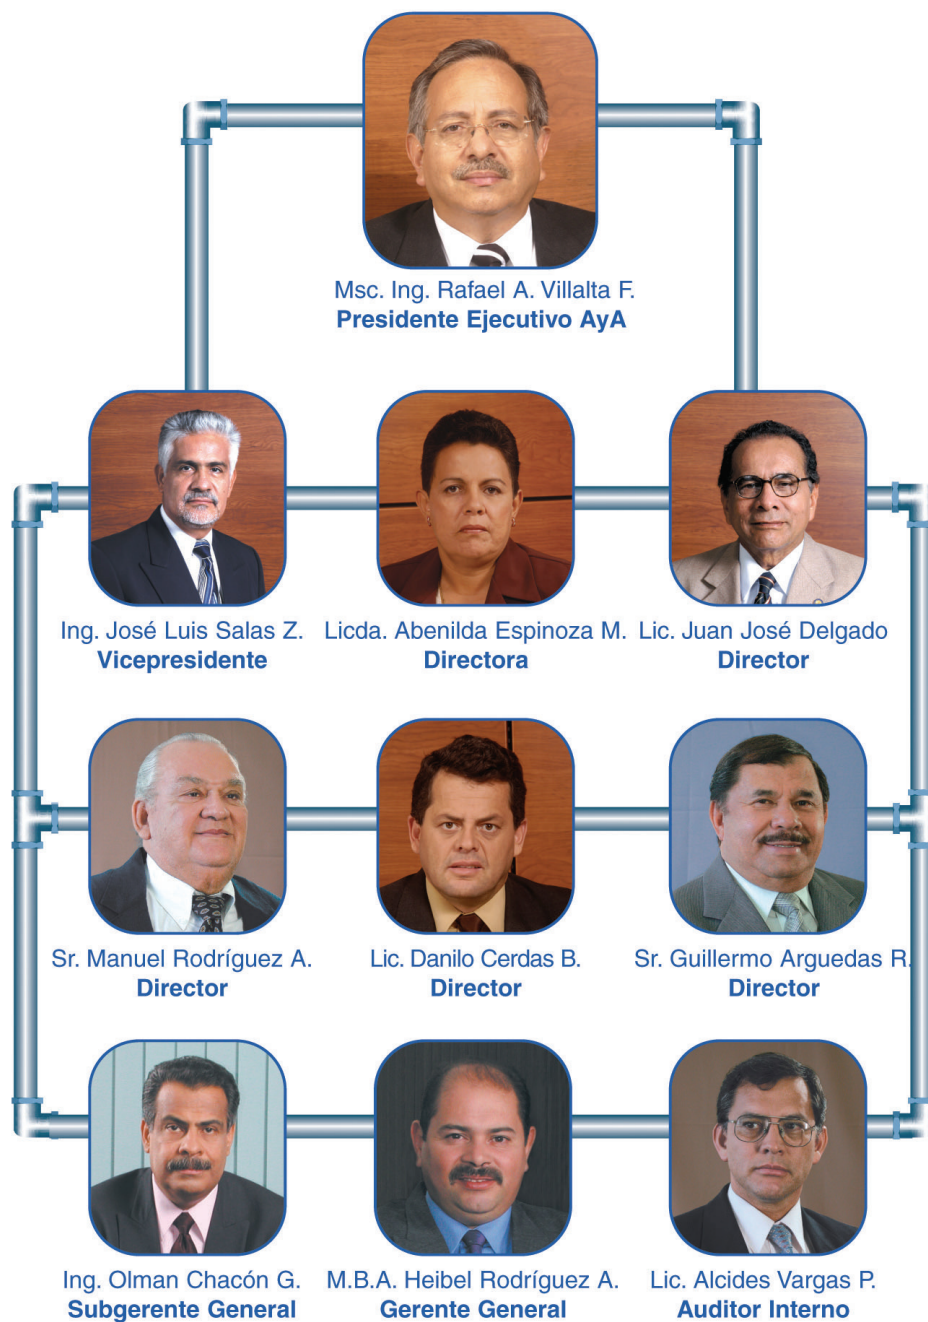 Msc. Ing. Rafael A. Villalta F.
Presidente Ejecutivo AyA
Ing. José Luis Salas Z.
Vicepresidente
Licda. Abenilda Espinoza M.
Directora
Lic. Juan José Delgado
Director
Sr. Manuel Rodríguez A.
Director
Lic. Danilo Cerdas B.
Director
Sr. Guillermo Arguedas R.
Director
Ing. Olman Chacón G.
Subgerente General
M.B.A. Heibel Rodríguez A.
Gerente General
Lic. Alcides Vargas P.
Auditor Interno